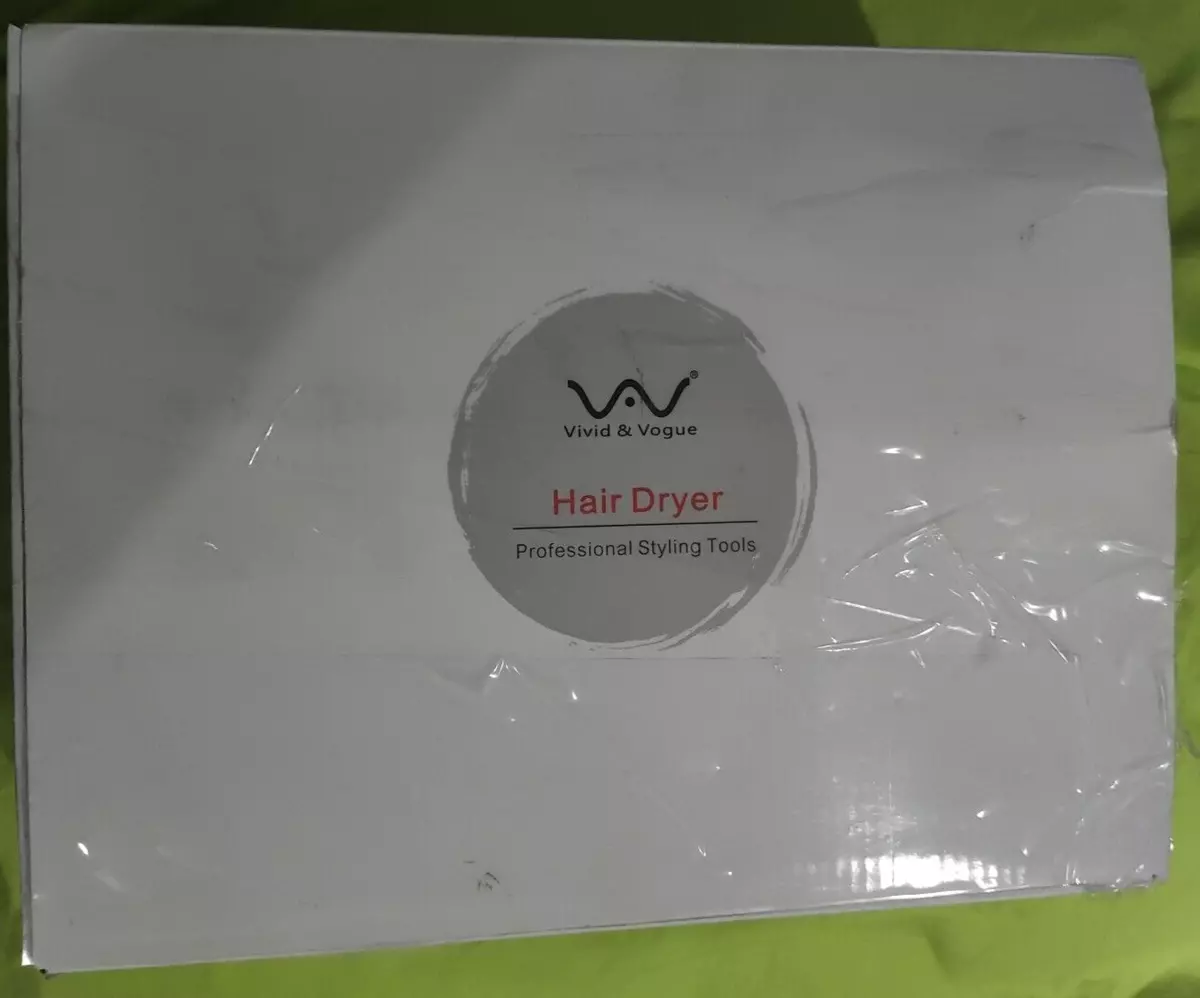 ®
Vivid & Vogue
Hair Dryer
Professional Styling Tools